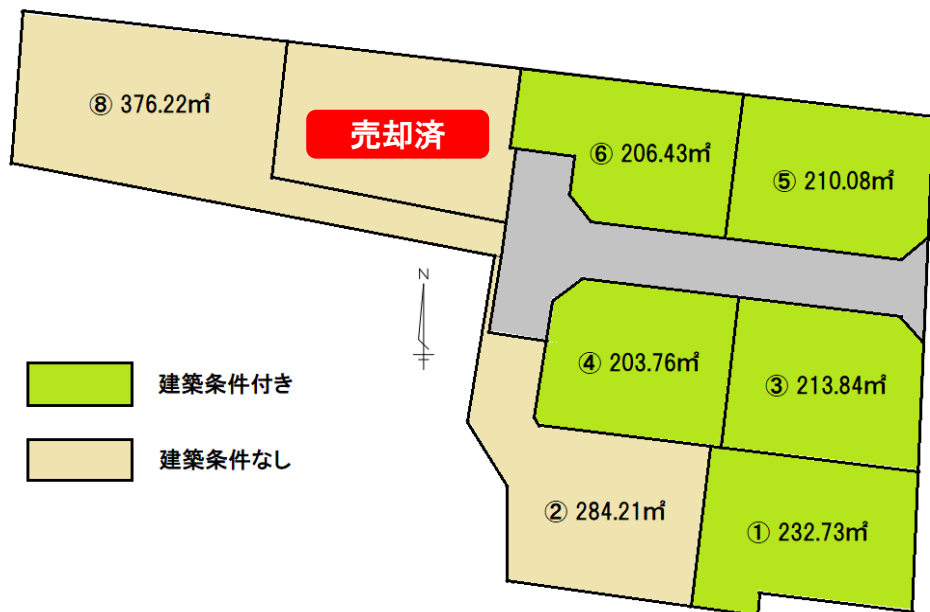 ⑧ 376.22㎡
売却済
⑥ 206.43㎡
⑤ 210.08㎡
N
④ 203.76㎡
③ 213.84㎡
建築条件付き
建築条件なし
② 284.21㎡
① 232.73㎡